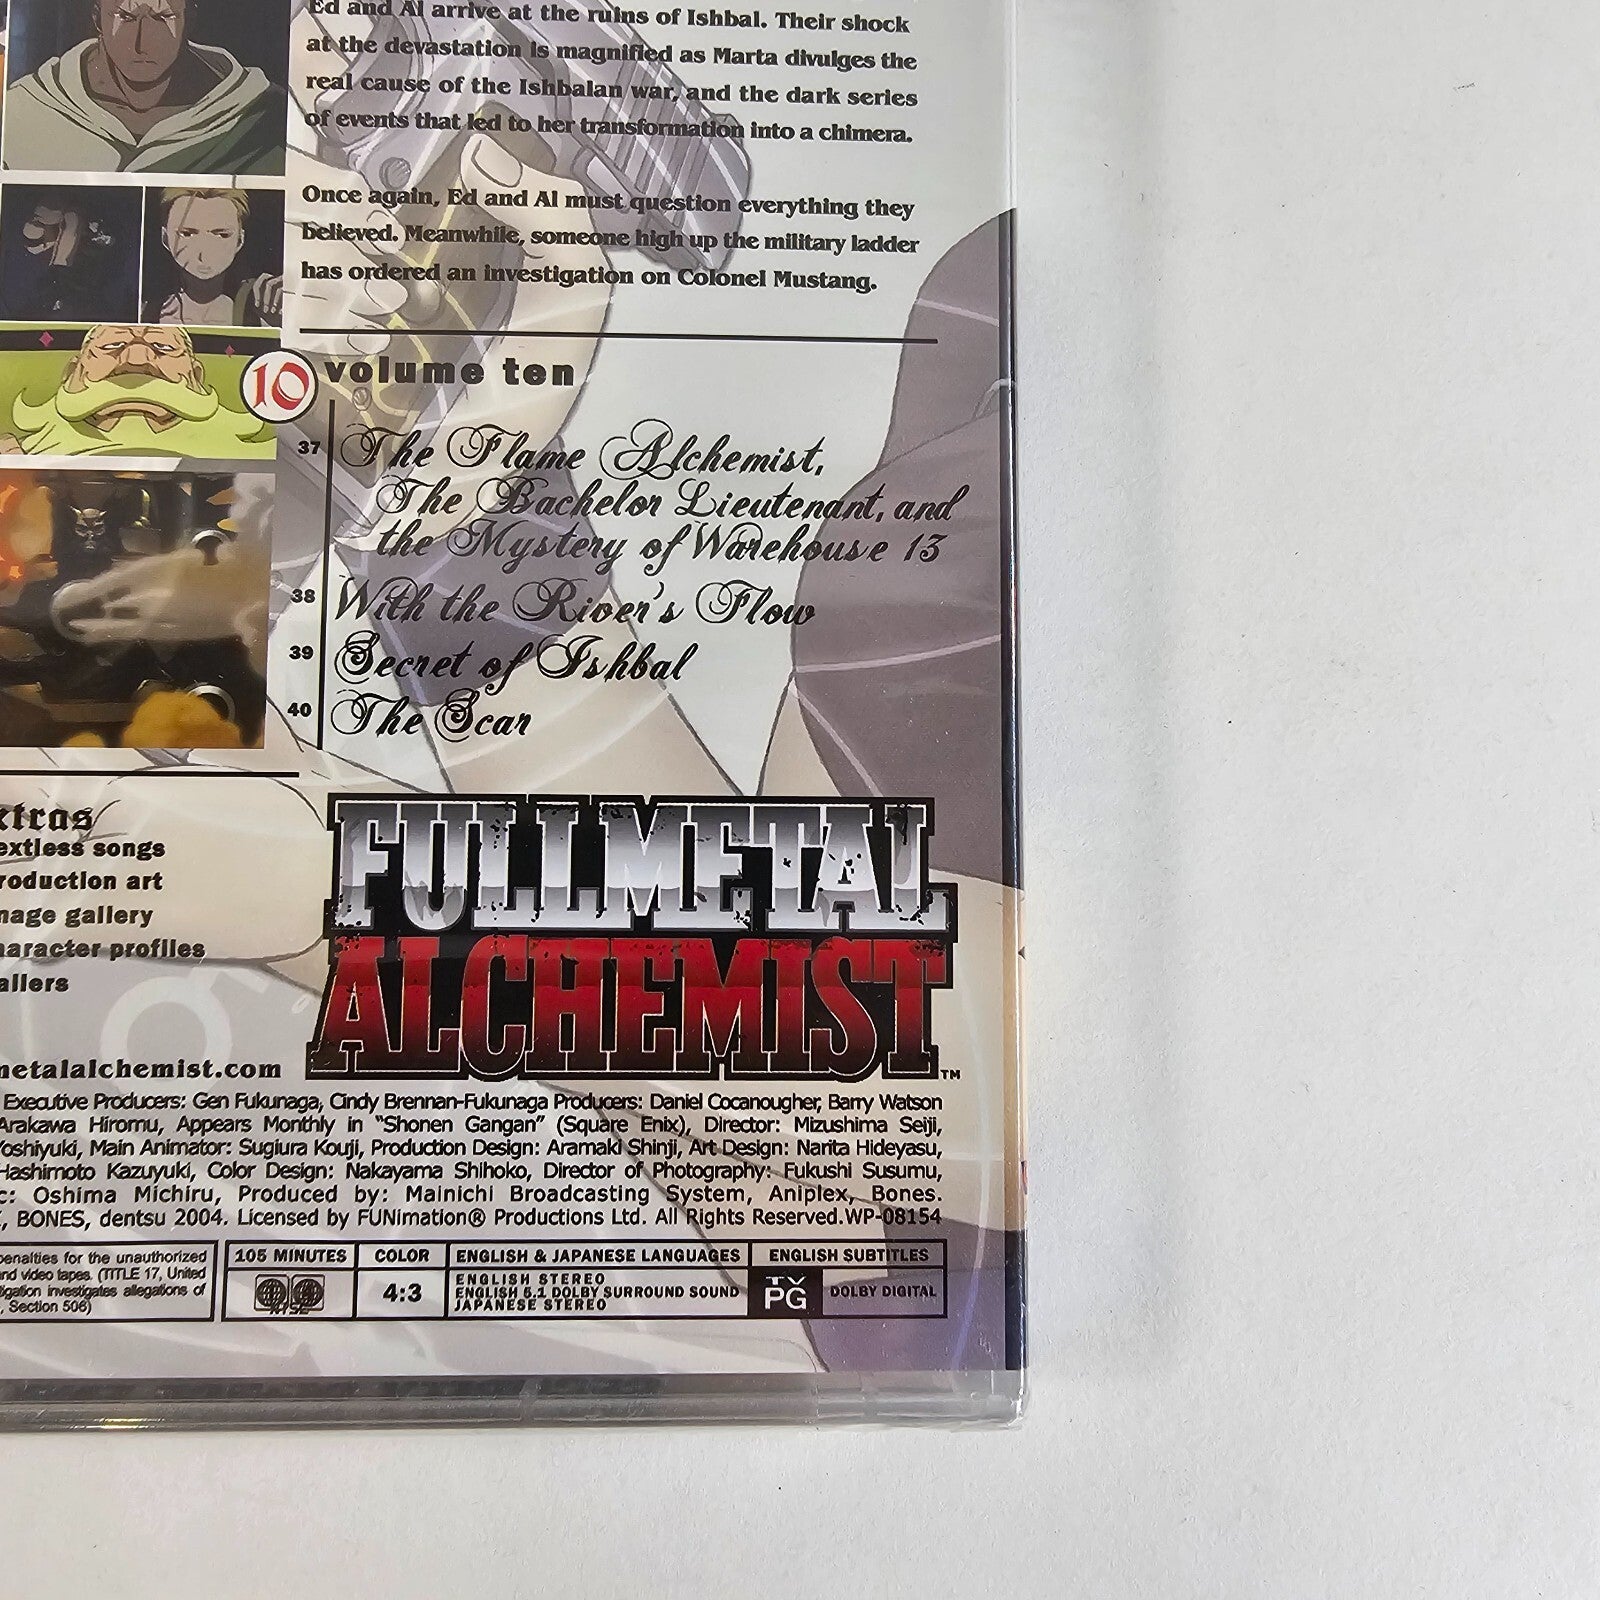 Ed and Al arrive at the ruins of Ishbal. Their shock
at the devastation is magnified as Marta divulges the
real cause of the Ishbalan war, and the dark series
of events that led to her transformation into a chimera.
Once again, Ed and Al must question everything they
believed. Meanwhile, someone high up the military ladder
has ordered an investigation on Colonel Mustang.
10 volume ten
37 The Flame Alchemist,
The Bachelor Lieutenant, and
the Mystery of Warehouse 13
38 With the River's Flow
39 Secret of Ishbal
40 The Scar
xtras
extless songs
roduction art
mage gallery
haracter profiles
ailers
FULLMETAL
ALCHEMIST
TM
metalalchemist.com
Executive Producers: Gen Fukunaga, Cindy Brennan-Fukunaga Producers: Daniel Cocanougher, Barry Watson
Arakawa Hiromu, Appears Monthly in "Shonen Gangan" (Square Enix), Director: Mizushima Seiji,
Yoshiyuki, Main Animator: Sugiura Kouji, Production Design: Aramaki Shinji, Art Design: Narita Hideyasu,
Hashimoto Kazuyuki, Color Design: Nakayama Shihoko, Director of Photography: Fukushi Susumu,
c: Oshima Michiru, Produced by: Mainichi Broadcasting System, Aniplex, Bones.
, BONES, dentsu 2004. Licensed by FUNimation® Productions Ltd. All Rights Reserved.WP-08154
penalties for the unauthorized
nd video tapes. (TITLE 17, United
tigation investigates allegations of
, Section 506)
105 MINUTES
COLOR
4:3
ENGLISH & JAPANESE LANGUAGES
ENGLISH STEREO
ENGLISH 5.1 DOLBY SURROUND SOUND
JAPANESE STEREO
ENGLISH SUBTITLES
TV
PG
DOLBY DIGITAL